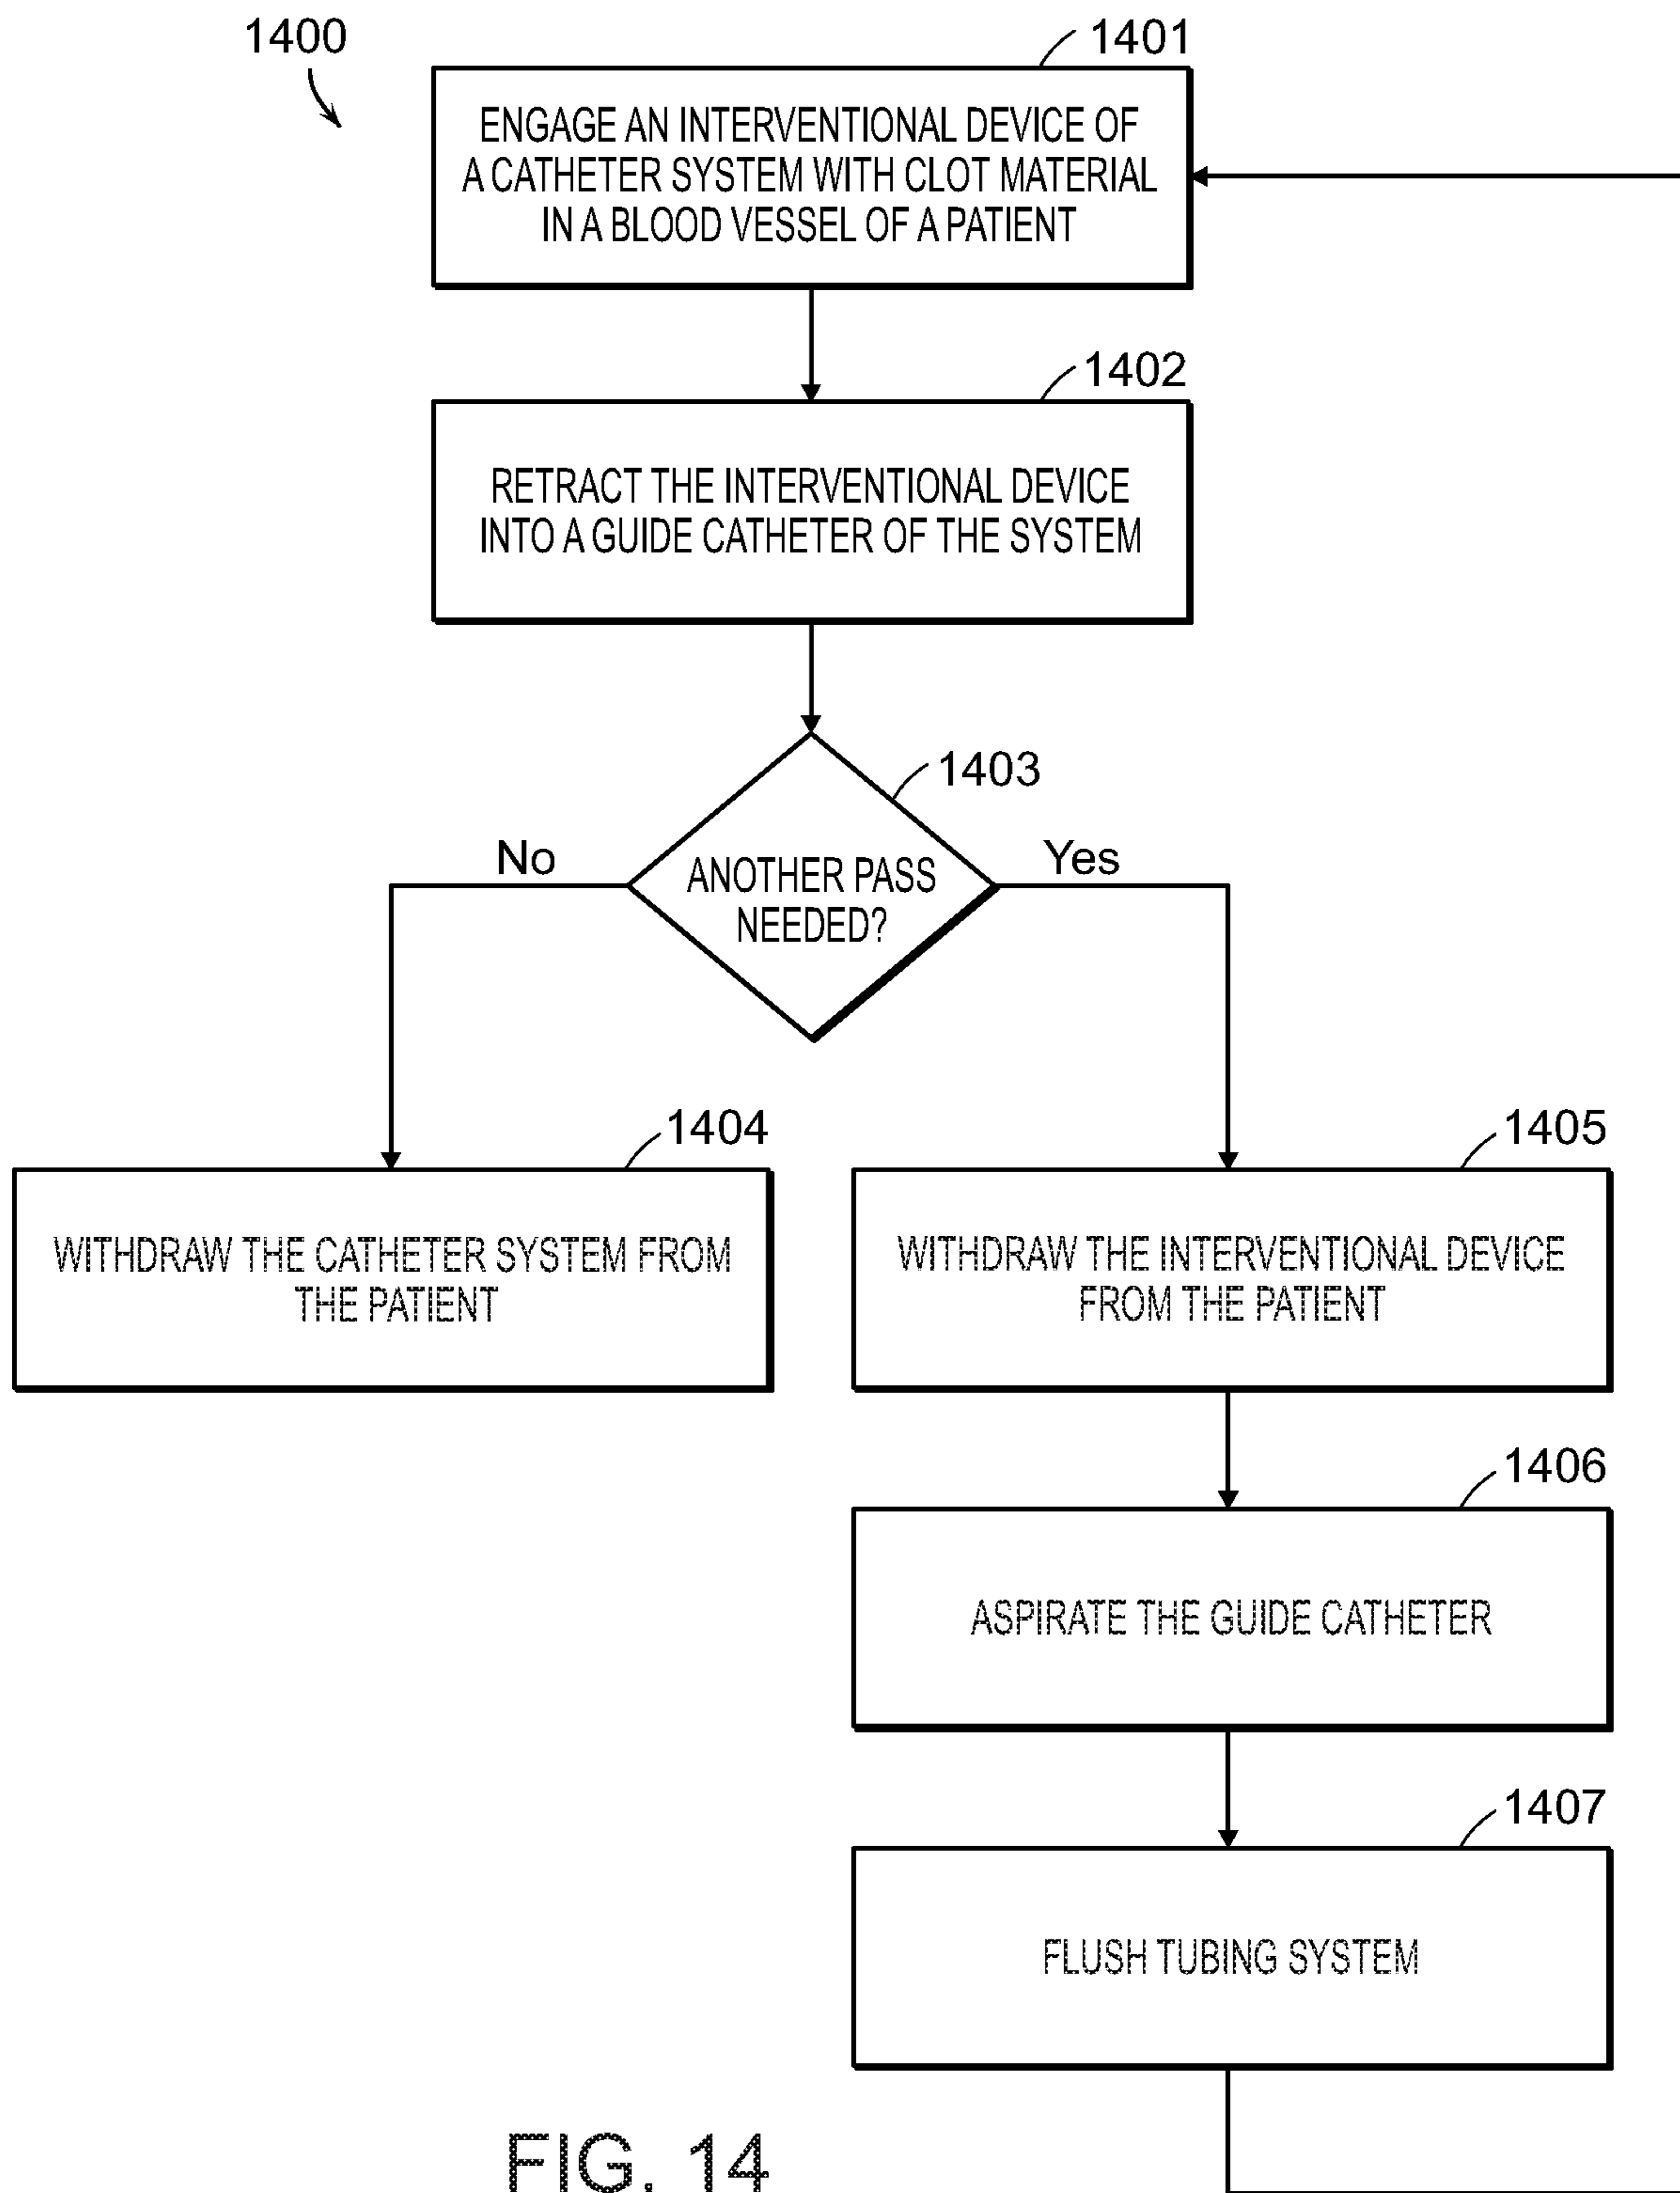 1400
1401
ENGAGE AN INTERVENTIONAL DEVICE OF
A CATHETER SYSTEM WITH CLOT MATERIAL
IN A BLOOD VESSEL OF A PATIENT
1402
RETRACT THE INTERVENTIONAL DEVICE
INTO A GUIDE CATHETER OF THE SYSTEM
1403
ANOTHER PASS
NEEDED?
No
Yes
1404
WITHDRAW THE CATHETER SYSTEM FROM
THE PATIENT
1405
WITHDRAW THE INTERVENTIONAL DEVICE
FROM THE PATIENT
1406
ASPIRATE THE GUIDE CATHETER
1407
FLUSH TUBING SYSTEM
FIG. 14